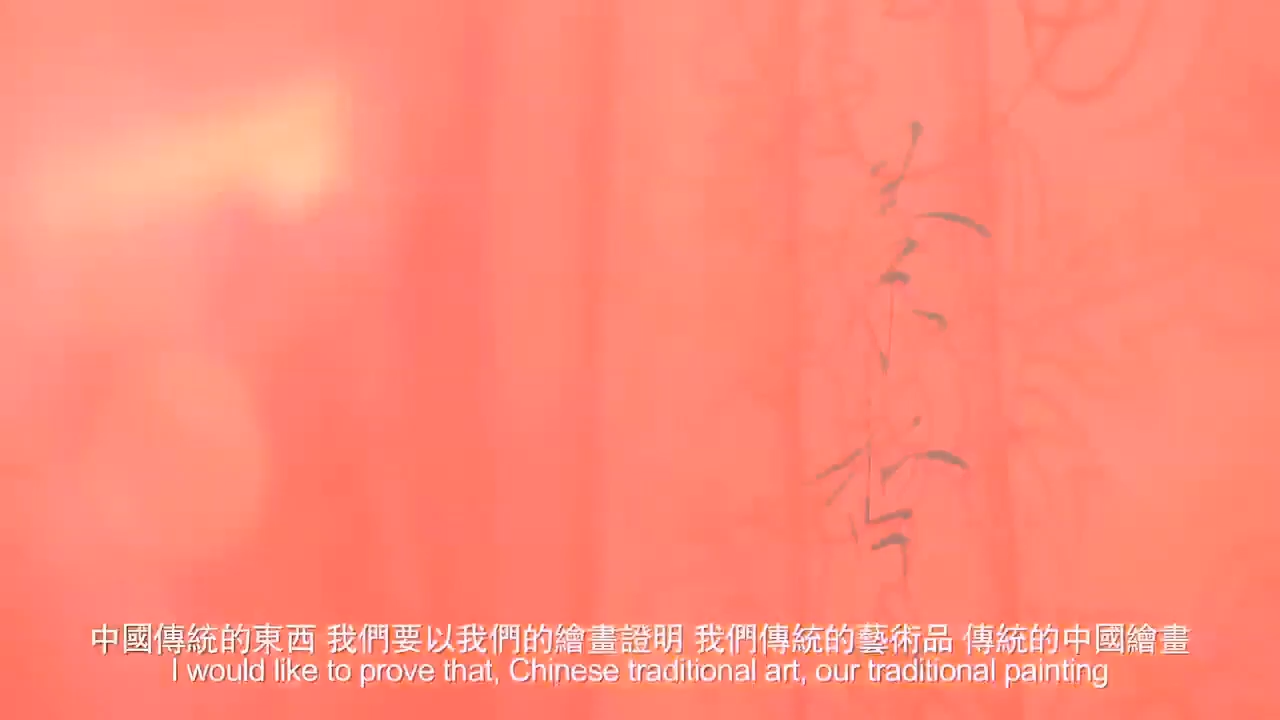 中國傳統的東西 我們要以我們的繪畫證明 我們傳統的藝術品 傳統的中國繪畫
I would like to prove that, Chinese traditional art, our traditional painting